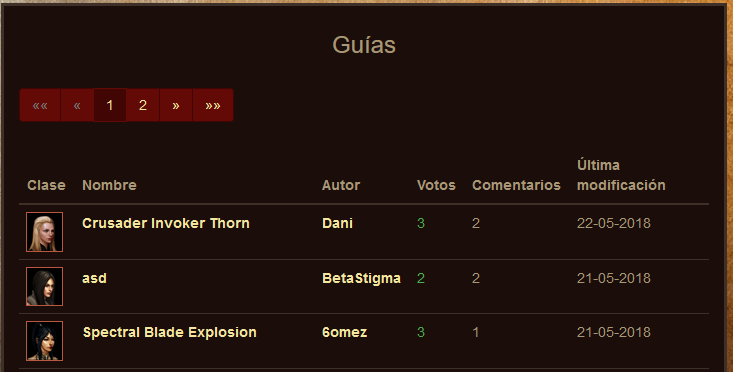 Guías
«« « 1 2 » »»
Clase Nombre Autor Votos Comentarios Última modificación
Crusader Invoker Thorn Dani 3 2 22-05-2018
asd BetaStigma 2 2 21-05-2018
Spectral Blade Explosion 6omez 3 1 21-05-2018